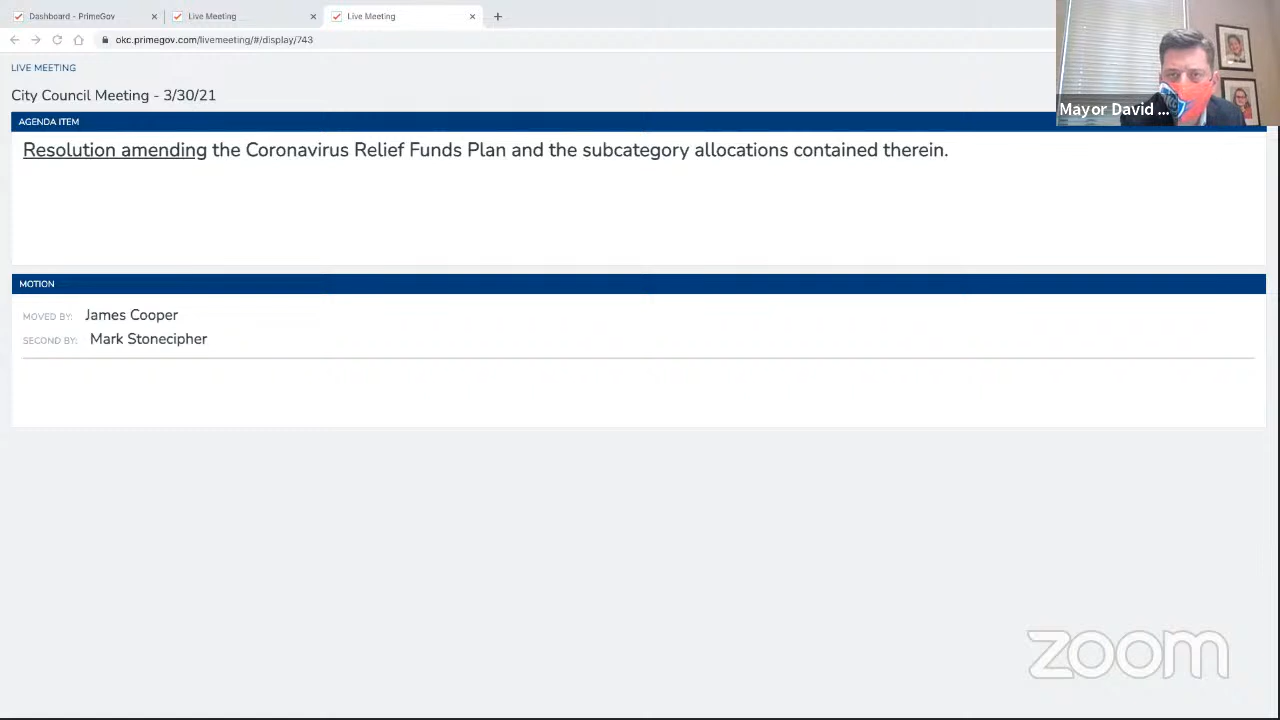 Dashboard - PrimeGov
Live Meeting
Live Meeting
okc.primegov.com/livemeeting/#/display/743
LIVE MEETING
City Council Meeting - 3/30/21
Mayor David ...
AGENDA ITEM
Resolution amending the Coronavirus Relief Funds Plan and the subcategory allocations contained therein.
MOTION
MOVED BY: James Cooper
SECOND BY: Mark Stonecipher
zoom